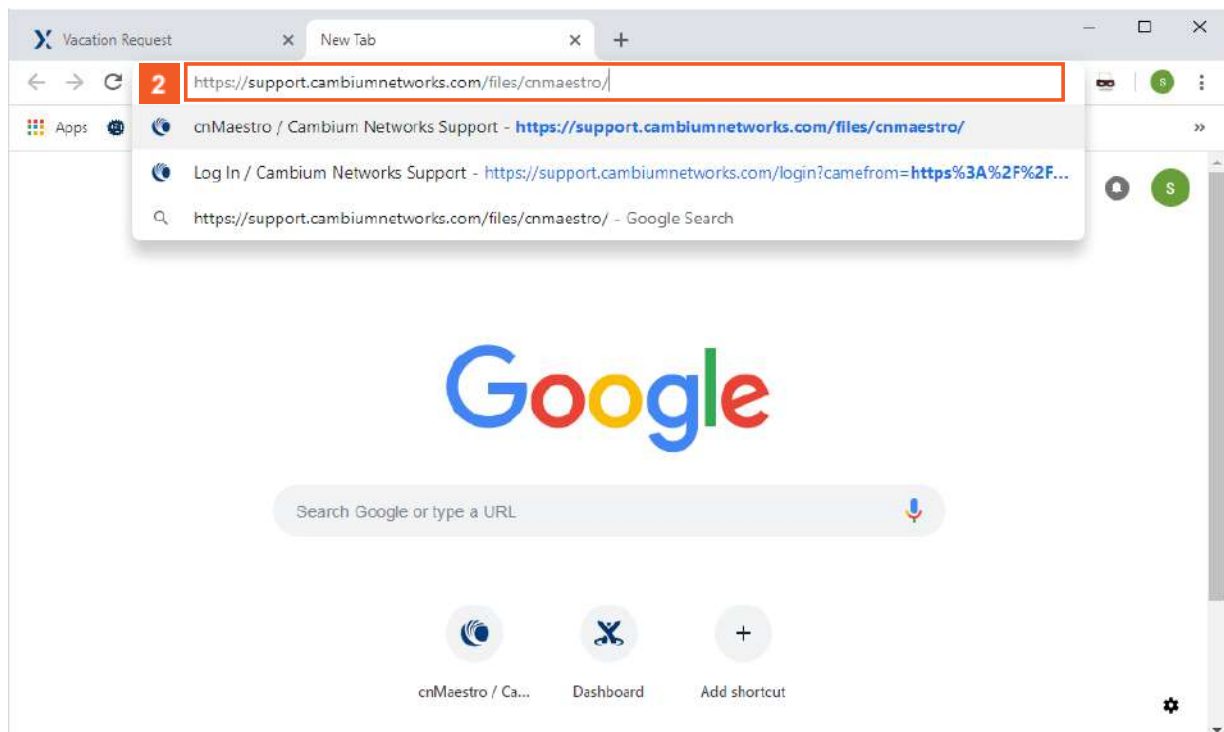 Vacation Request
New Tab
2
https://support.cambiumnetworks.com/files/cnmaestro/
S
Apps
cnMaestro / Cambium Networks Support - https://support.cambiumnetworks.com/files/cnmaestro/
Log In / Cambium Networks Support - https://support.cambiumnetworks.com/login?camefrom=https%3A%2F%2F...
S
https://support.cambiumnetworks.com/files/cnmaestro/ - Google Search
Google
Search Google or type a URL
cnMaestro / Ca...
Dashboard
Add shortcut